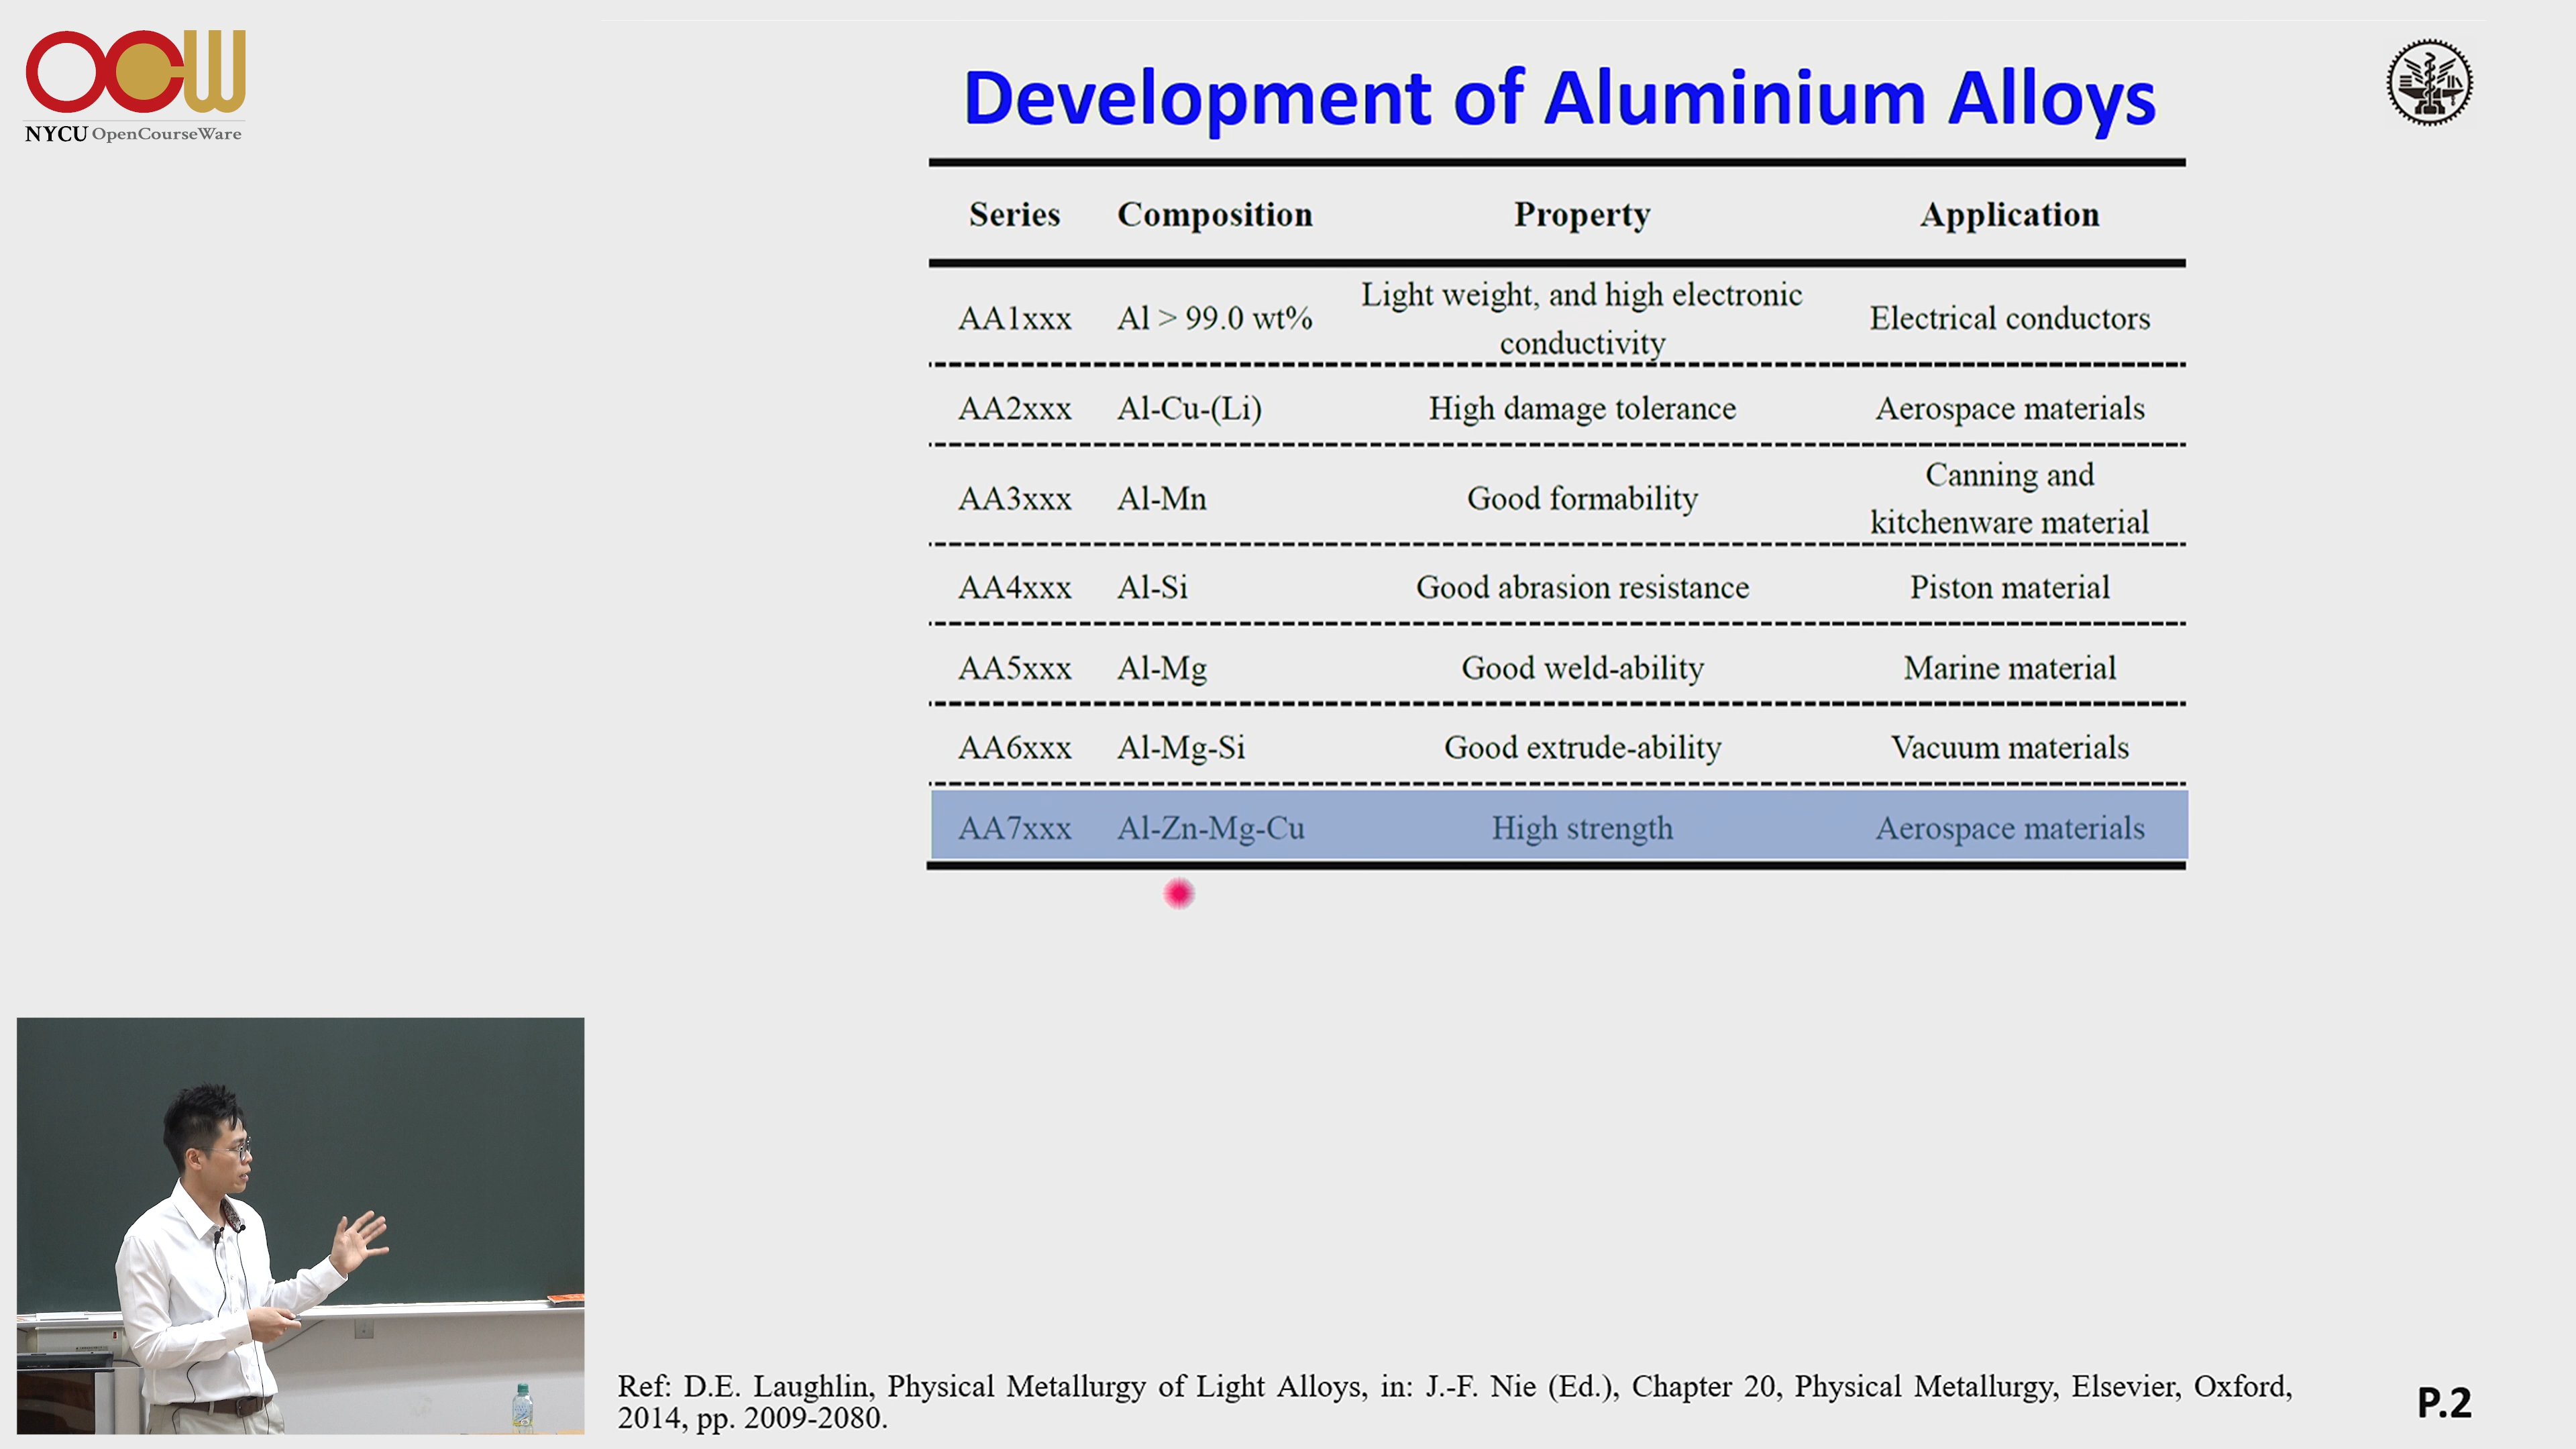 OCW
NYCU OpenCourseWare
Development of Aluminium Alloys
Series Composition Property Application
AA1xxx Al > 99.0 wt% Light weight, and high electronic conductivity Electrical conductors
AA2xxx Al-Cu-(Li) High damage tolerance Aerospace materials
AA3xxx Al-Mn Good formability Canning and kitchenware material
AA4xxx Al-Si Good abrasion resistance Piston material
AA5xxx Al-Mg Good weld-ability Marine material
AA6xxx Al-Mg-Si Good extrude-ability Vacuum materials
AA7xxx Al-Zn-Mg-Cu High strength Aerospace materials
Ref: D.E. Laughlin, Physical Metallurgy of Light Alloys, in: J.-F. Nie (Ed.), Chapter 20, Physical Metallurgy, Elsevier, Oxford,
2014, pp. 2009-2080.
P.2